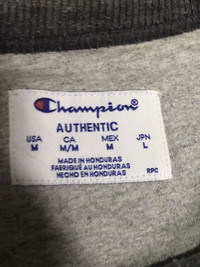 Champion®
AUTHENTIC
USA CA MEX JPN
M M/M M L
MADE IN HONDURAS
FABRIQUÉ AU HONDURAS
HECHO EN HONDURAS
RPC